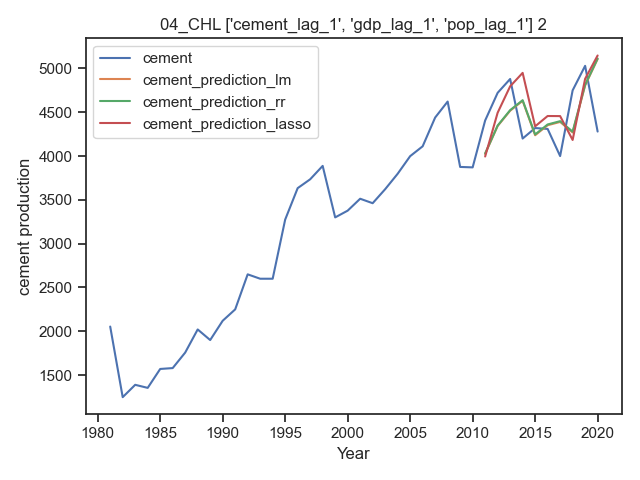 04_CHL ['cement_lag_1', 'gdp_lag_1', 'pop_lag_1'] 2
cement
cement_prediction_lm
cement_prediction_rr
cement_prediction_lasso
cement production
5000
4500
4000
3500
3000
2500
2000
1500
1980 1985 1990 1995 2000 2005 2010 2015 2020
Year